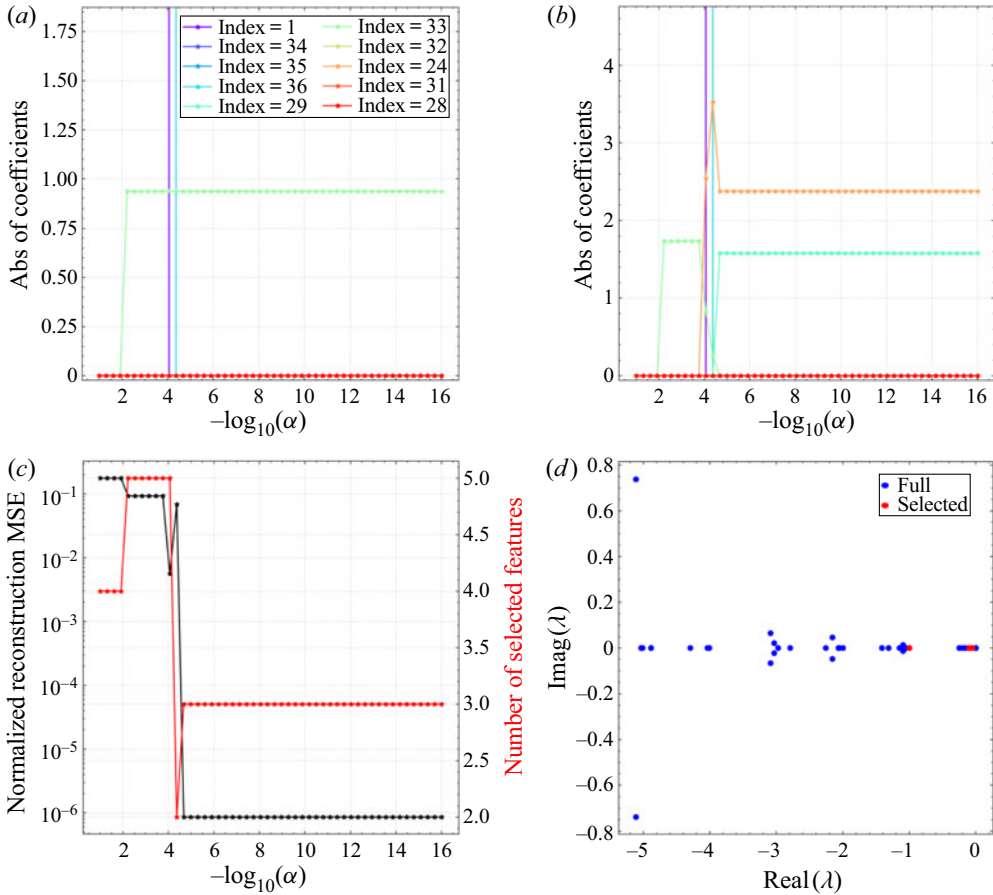 (a)
Index = 1
Index = 33
Index = 34
Index = 32
Index = 35
Index = 24
Index = 36
Index = 31
Index = 29
Index = 28
1.75
1.50
1.25
1.00
0.75
0.50
0.25
0
Abs of coefficients
2 4 6 8 10 12 14 16
–log10(α)
(b)
4
3
2
1
0
Abs of coefficients
2 4 6 8 10 12 14 16
–log10(α)
(c)
10–1
10–2
10–3
10–4
10–5
10–6
Normalized reconstruction MSE
5.0
4.5
4.0
3.5
3.0
2.5
2.0
Number of selected features
2 4 6 8 10 12 14 16
–log10(α)
(d)
Full
Selected
0.8
0.6
0.4
0.2
0
–0.2
–0.4
–0.6
–0.8
Imag(λ)
–5 –4 –3 –2 –1 0
Real(λ)